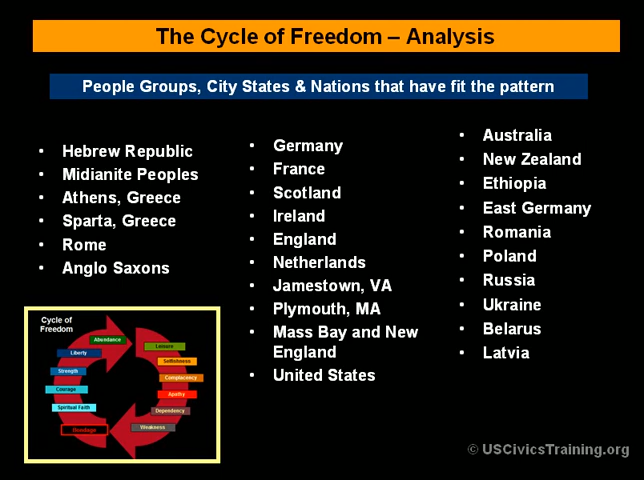 The Cycle of Freedom – Analysis
People Groups, City States & Nations that have fit the pattern
• Hebrew Republic
• Midianite Peoples
• Athens, Greece
• Sparta, Greece
• Rome
• Anglo Saxons
• Germany
• France
• Scotland
• Ireland
• England
• Netherlands
• Jamestown, VA
• Plymouth, MA
• Mass Bay and New
England
• United States
• Australia
• New Zealand
• Ethiopia
• East Germany
• Romania
• Poland
• Russia
• Ukraine
• Belarus
• Latvia
Cycle of
Freedom
Abundance
Liberty
Strength
Courage
Spiritual Faith
Bondage
Leisure
Selfishness
Complacency
Apathy
Dependency
Weakness
© USCivicsTraining.org